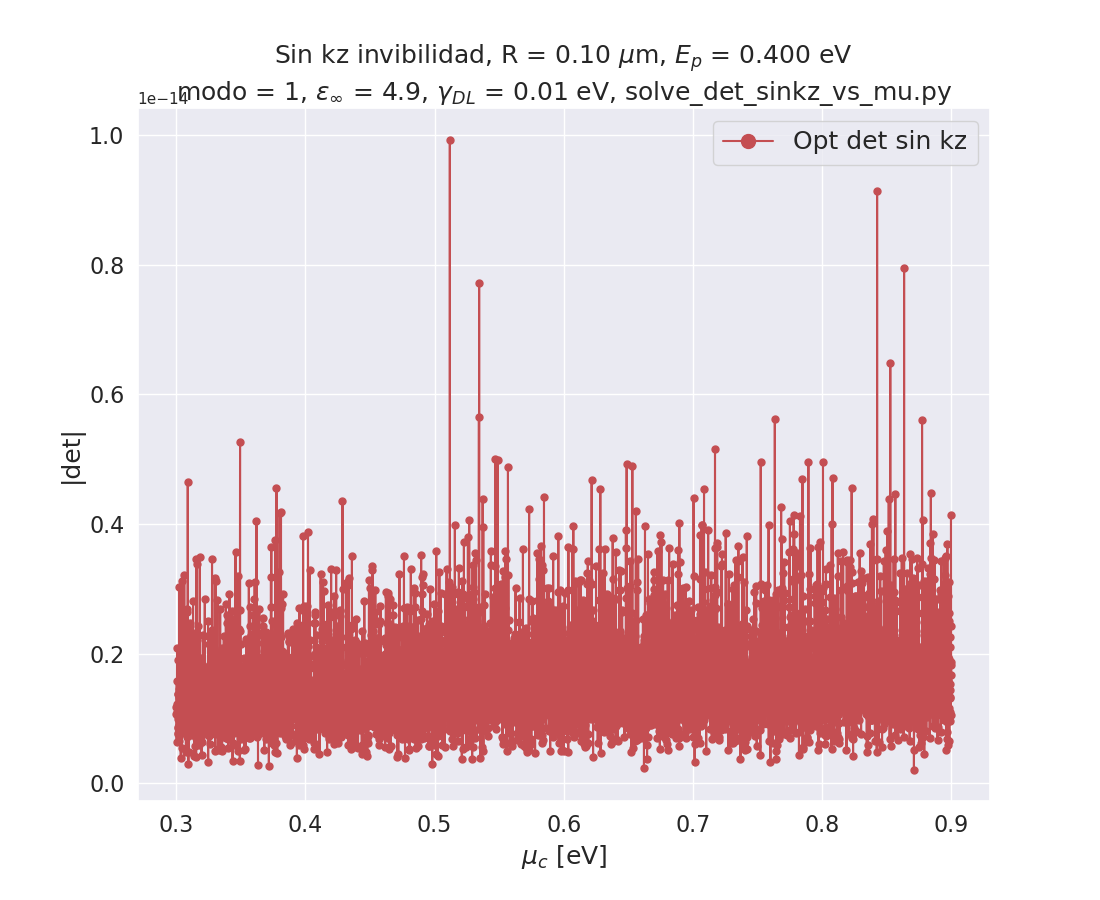 Sin kz invibilidad, R = 0.10 μm, E_p = 0.400 eV
modo = 1, ε_∞ = 4.9, γ_DL = 0.01 eV, solve_det_sinkz_vs_mu.py
1e−14
Opt det sin kz
1.0
0.8
0.6
0.4
0.2
0.0
|det|
0.3 0.4 0.5 0.6 0.7 0.8 0.9
μ_c [eV]